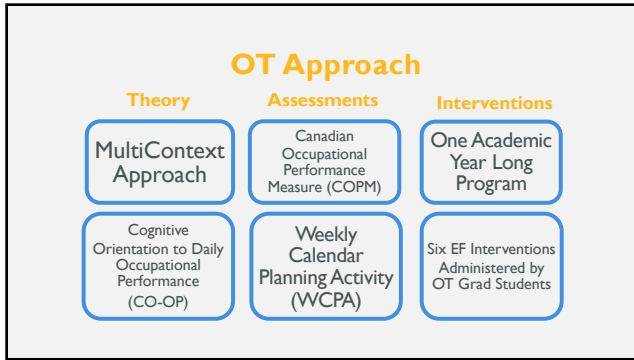 OT Approach
Theory
Assessments
Interventions
MultiContext
Approach
Canadian
Occupational
Performance
Measure (COPM)
One Academic
Year Long
Program
Cognitive
Orientation to Daily
Occupational
Performance
(CO-OP)
Weekly
Calendar
Planning Activity
(WCPA)
Six EF Interventions
Administered by
OT Grad Students